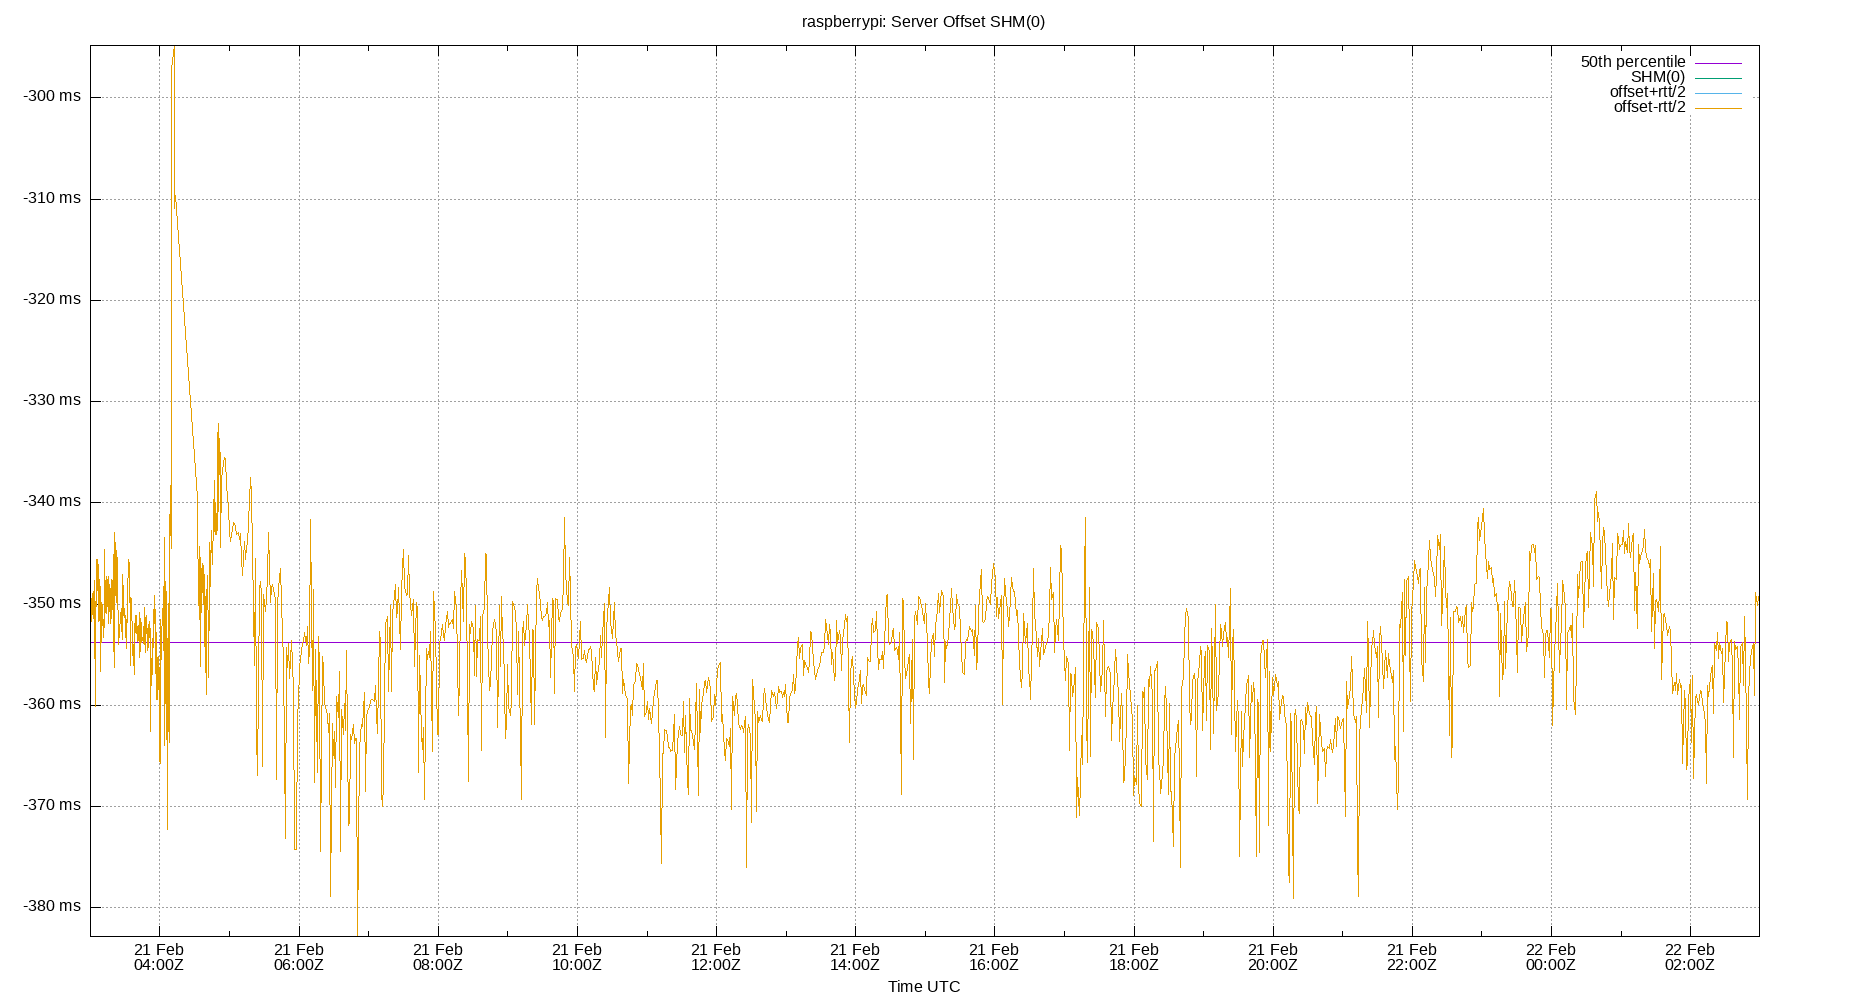 raspberrypi: Server Offset SHM(0)
50th percentile
SHM(0)
offset+rtt/2
offset-rtt/2
-300 ms
-310 ms
-320 ms
-330 ms
-340 ms
-350 ms
-360 ms
-370 ms
-380 ms
21 Feb 21 Feb 21 Feb 21 Feb 21 Feb 21 Feb 21 Feb 21 Feb 21 Feb 21 Feb 22 Feb 22 Feb
04:00Z 06:00Z 08:00Z 10:00Z 12:00Z 14:00Z 16:00Z 18:00Z 20:00Z 22:00Z 00:00Z 02:00Z
Time UTC